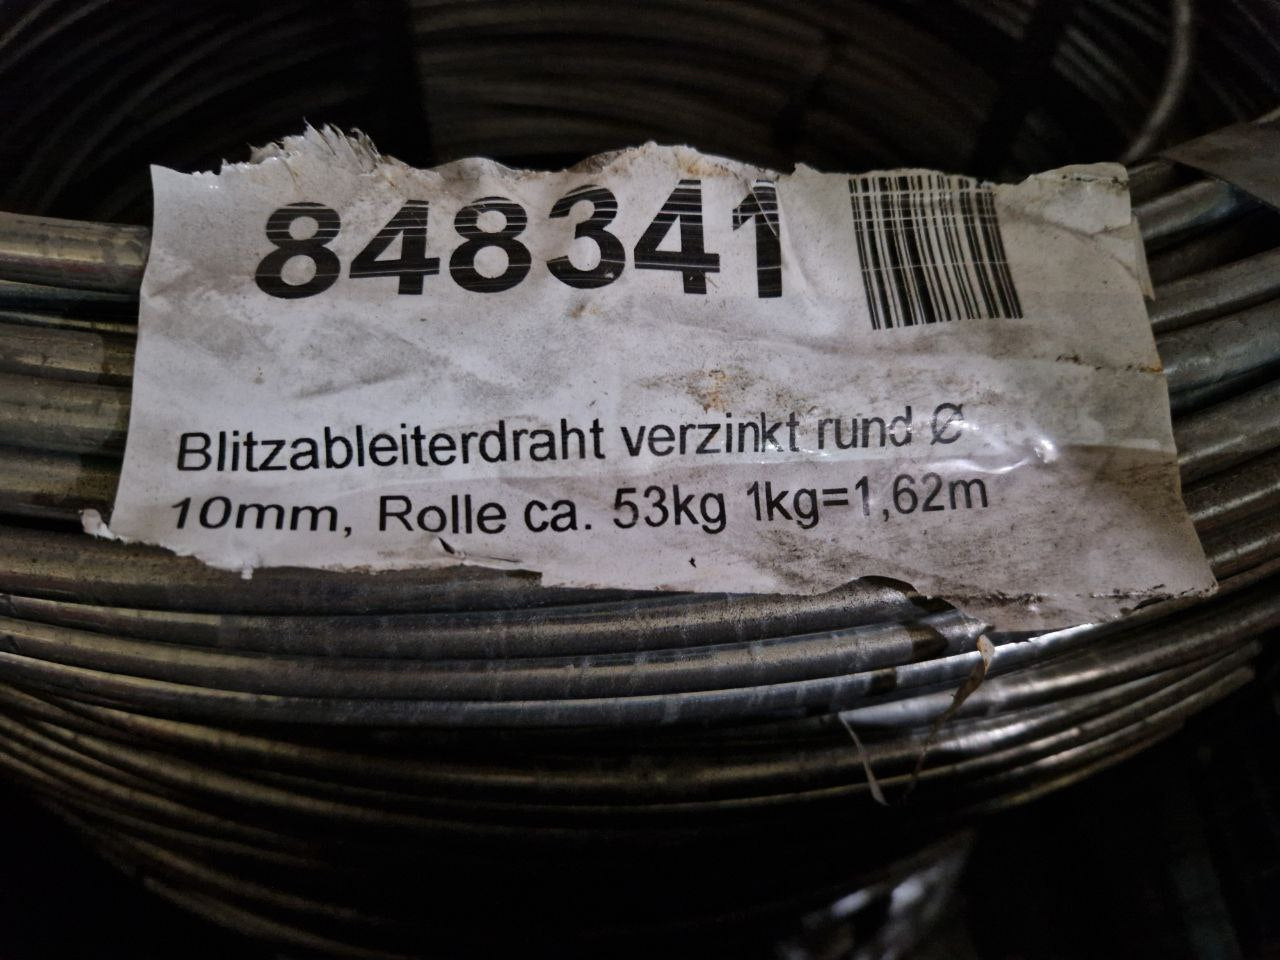 848341
Blitzableiterdraht verzinkt rund Ø
10mm, Rolle ca. 53kg 1kg=1,62m